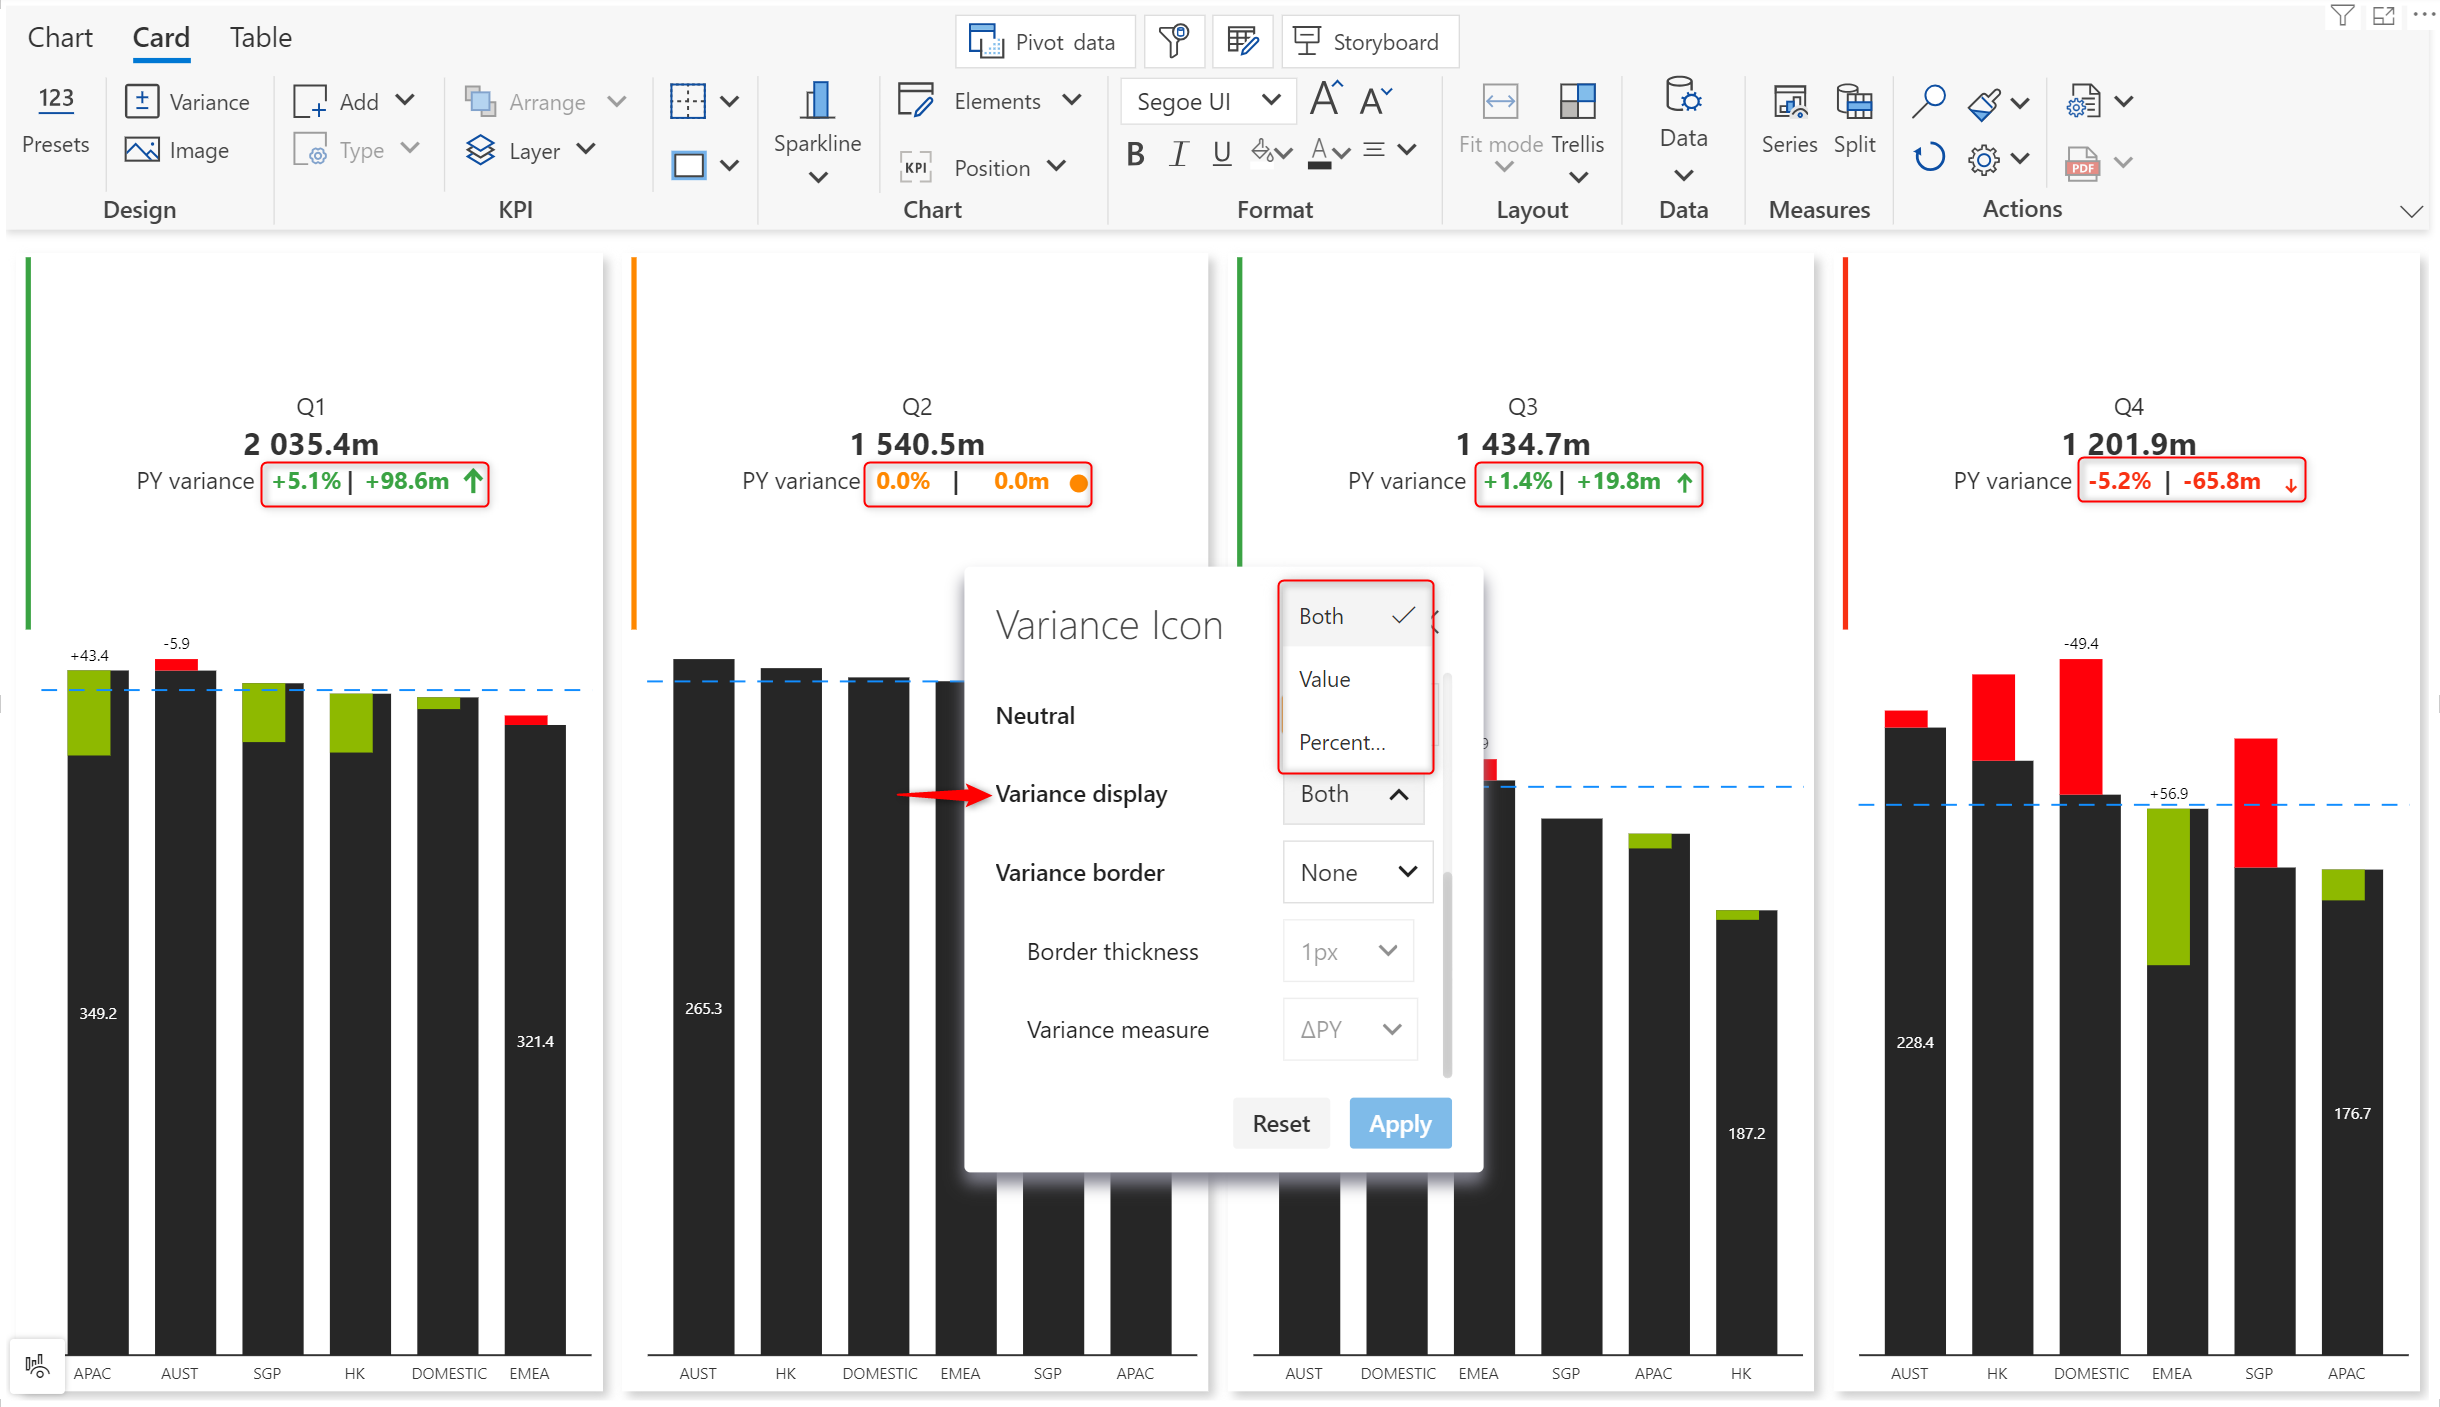 Chart
Card
Table
Pivot data
Storyboard
123
Presets
Variance
Image
Design
Add
Type
Arrange
Layer
KPI
Sparkline
Elements
KPI
Position
Chart
Segoe UI
A
A
B
I
U
A
Format
Fit mode
Trellis
Layout
Data
Data
Series
Split
Measures
PDF
Actions
Q1
2 035.4m
PY variance +5.1% | +98.6m
Q2
1 540.5m
PY variance 0.0% | 0.0m
Q3
1 434.7m
PY variance +1.4% | +19.8m
Q4
1 201.9m
PY variance -5.2% | -65.8m
+43.4
-5.9
349.2
321.4
APAC
AUST
SGP
HK
DOMESTIC
EMEA
265.3
AUST
HK
DOMESTIC
EMEA
SGP
APAC
Variance Icon
Both
Value
Percent...
Neutral
Variance display
Both
Variance border
None
Border thickness
1px
Variance measure
ΔPY
Reset
Apply
187.2
AUST
DOMESTIC
EMEA
SGP
APAC
HK
-49.4
+56.9
228.4
176.7
AUST
HK
DOMESTIC
EMEA
SGP
APAC